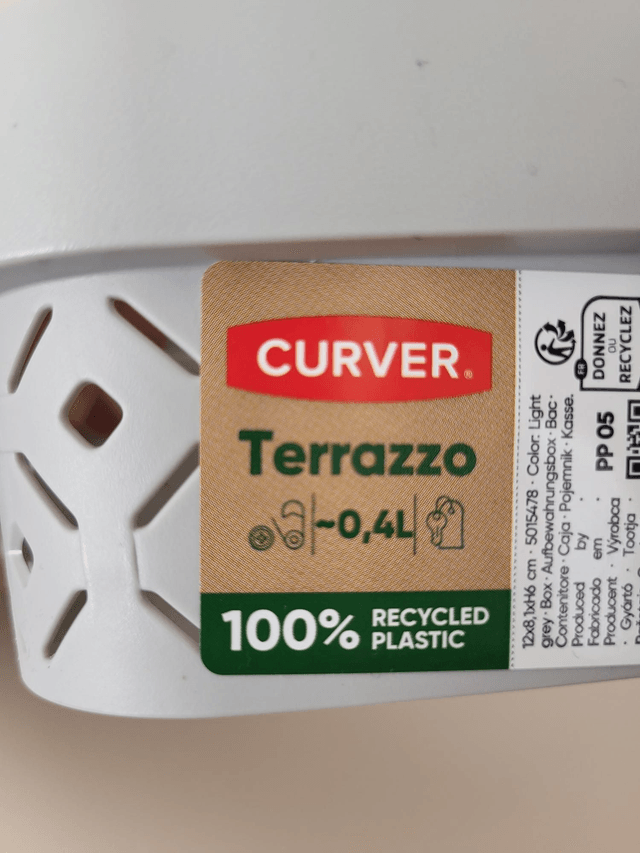 CURVER®
Terrazzo
~0,4L
100% RECYCLED
PLASTIC
12x8,1xH6 cm · 5015478 · Color: Light
grey · Box · Aufbewahrungsbox · Bac ·
Contenitore · Caja · Pojemnik · Kasse.
Produced by ·
Fabricado em ·
Producent · Výrobca
· Gyártó · Tootja ·
PP 05
FR
DONNEZ
OU
RECYCLEZ